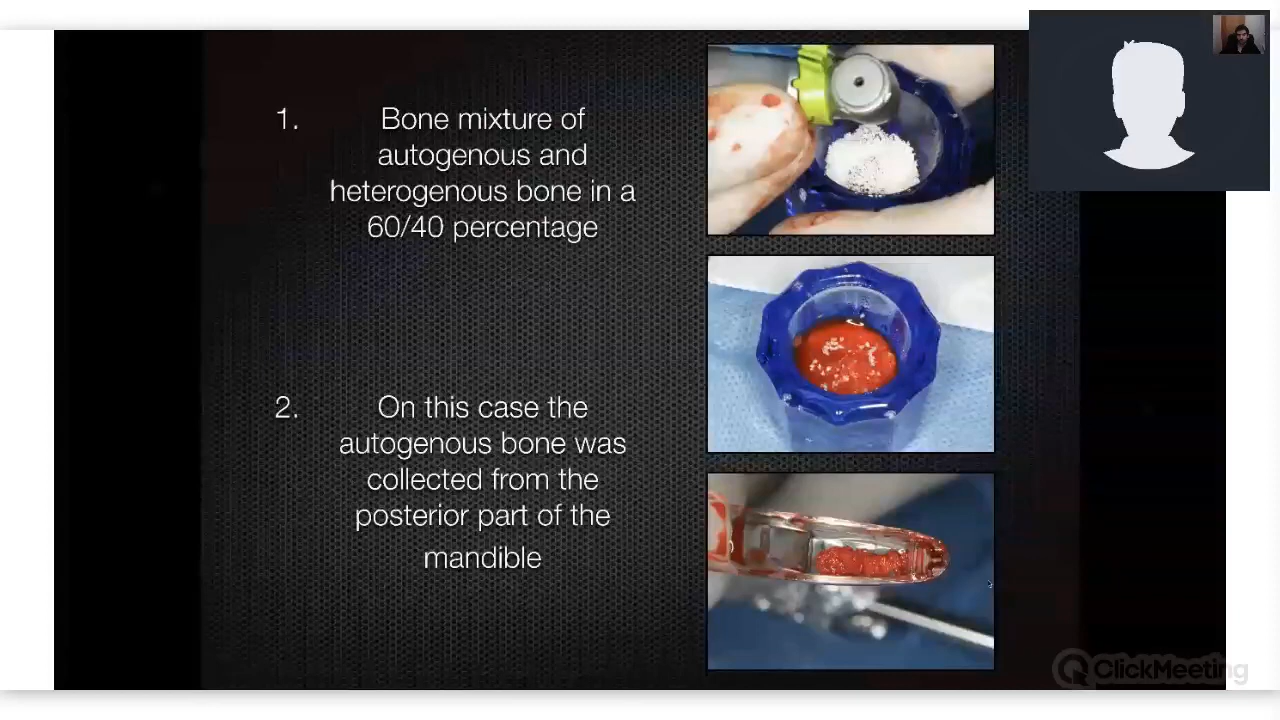 1. Bone mixture of
autogenous and
heterogenous bone in a
60/40 percentage
2. On this case the
autogenous bone was
collected from the
posterior part of the
mandible
ClickMeeting